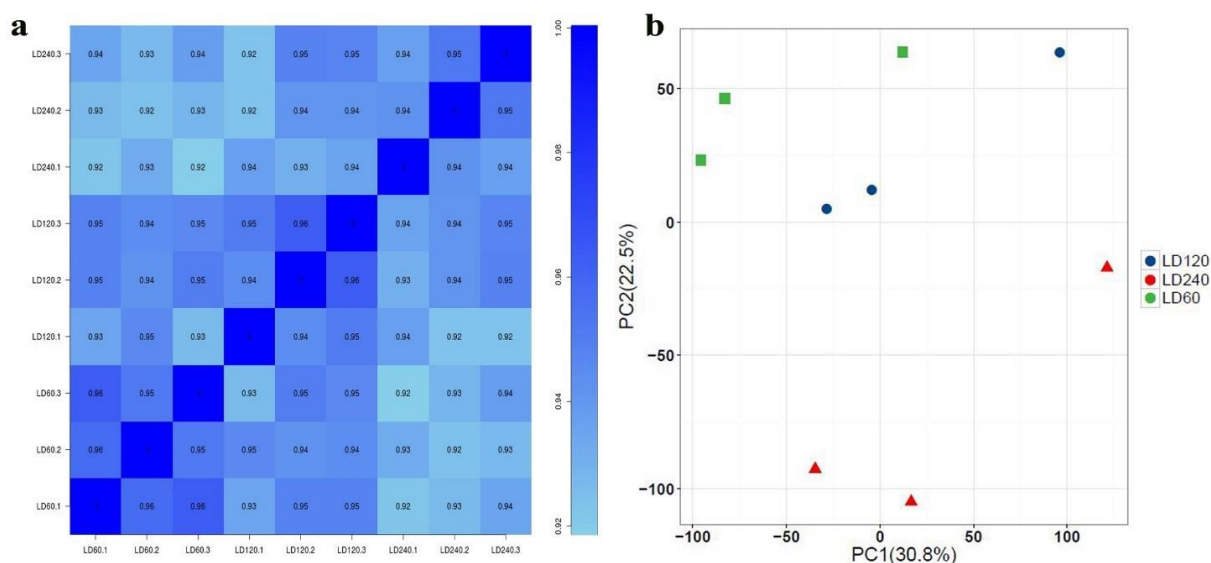 a
LD240.3 0.94 0.93 0.94 0.92 0.95 0.95 0.94 0.95 1
LD240.2 0.93 0.92 0.93 0.92 0.94 0.94 0.94 1 0.95
LD240.1 0.92 0.93 0.92 0.94 0.93 0.94 1 0.94 0.94
LD120.3 0.95 0.94 0.95 0.95 0.96 1 0.94 0.94 0.95
LD120.2 0.95 0.94 0.95 0.94 1 0.96 0.93 0.94 0.95
LD120.1 0.93 0.95 0.93 1 0.94 0.95 0.94 0.92 0.92
LD60.3 0.96 0.95 1 0.93 0.95 0.95 0.92 0.93 0.94
LD60.2 0.96 1 0.95 0.95 0.94 0.94 0.93 0.92 0.93
LD60.1 1 0.96 0.96 0.93 0.95 0.95 0.92 0.93 0.94
LD60.1 LD60.2 LD60.3 LD120.1 LD120.2 LD120.3 LD240.1 LD240.2 LD240.3
1.00
0.98
0.96
0.94
0.92
b
PC2(22.5%)
50
0
−50
−100
−100 −50 0 50 100
PC1(30.8%)
LD120
LD240
LD60